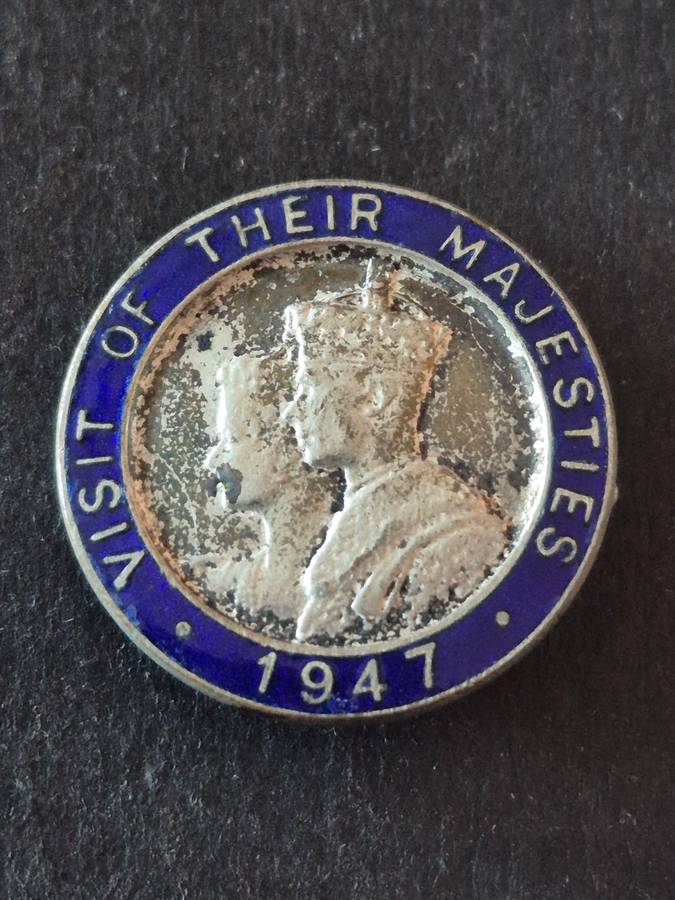 VISIT OF THEIR MAJESTIES
1947